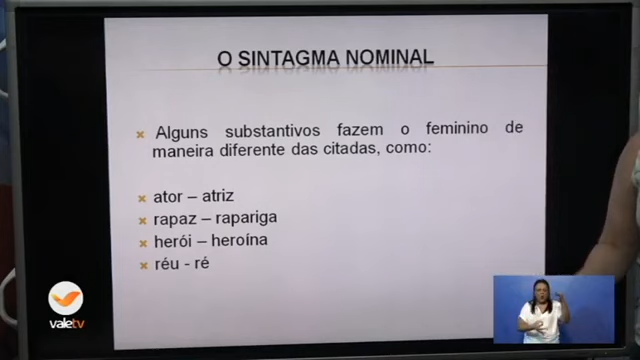 O SINTAGMA NOMINAL
Alguns substantivos fazem o feminino de
maneira diferente das citadas, como:
ator – atriz
rapaz – rapariga
herói – heroína
réu - ré
valetv